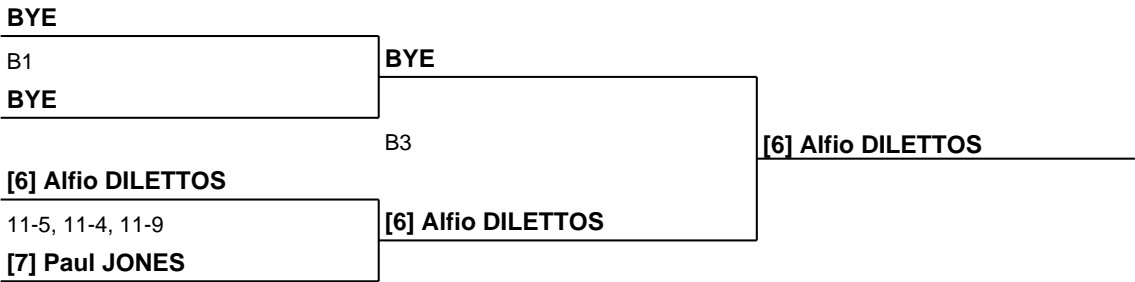 BYE
B1
BYE
BYE
B3
[6] Alfio DILETTOS
[6] Alfio DILETTOS
11-5, 11-4, 11-9
[6] Alfio DILETTOS
[7] Paul JONES